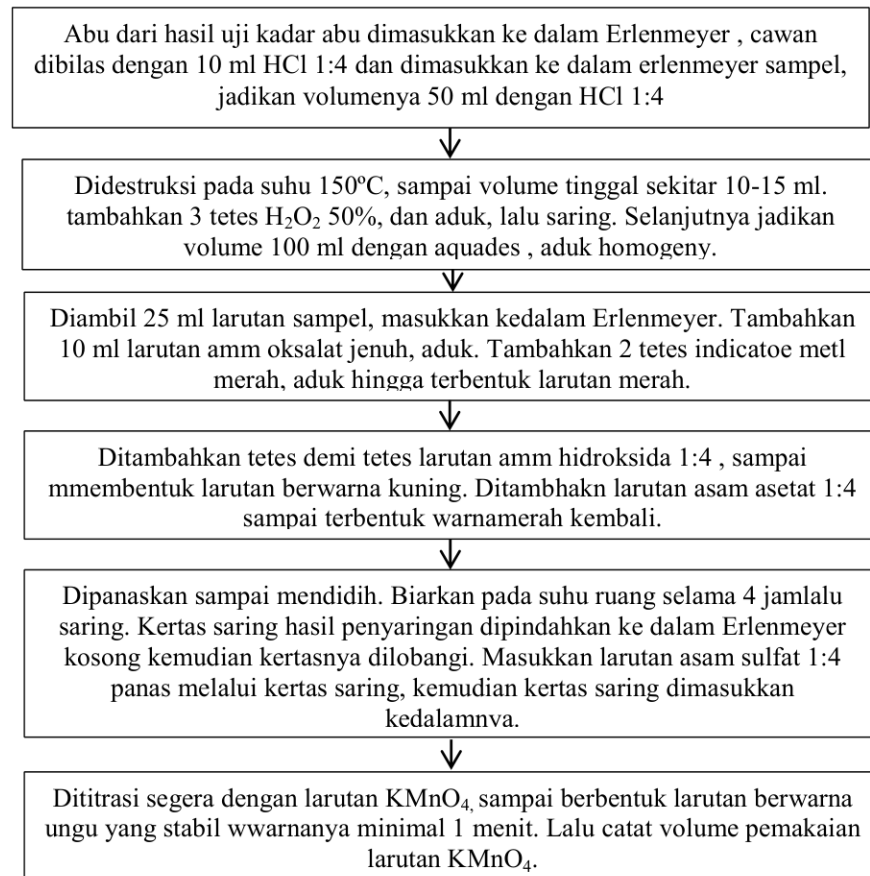 Abu dari hasil uji kadar abu dimasukkan ke dalam Erlenmeyer , cawan
dibilas dengan 10 ml HCl 1:4 dan dimasukkan ke dalam erlenmeyer sampel,
jadikan volumenya 50 ml dengan HCl 1:4
Didestruksi pada suhu 150ºC, sampai volume tinggal sekitar 10-15 ml.
tambahkan 3 tetes H₂O₂ 50%, dan aduk, lalu saring. Selanjutnya jadikan
volume 100 ml dengan aquades , aduk homogeny.
Diambil 25 ml larutan sampel, masukkan kedalam Erlenmeyer. Tambahkan
10 ml larutan amm oksalat jenuh, aduk. Tambahkan 2 tetes indicatoe metl
merah, aduk hingga terbentuk larutan merah.
Ditambahkan tetes demi tetes larutan amm hidroksida 1:4 , sampai
mmembentuk larutan berwarna kuning. Ditambhakn larutan asam asetat 1:4
sampai terbentuk warnamerah kembali.
Dipanaskan sampai mendidih. Biarkan pada suhu ruang selama 4 jamlalu
saring. Kertas saring hasil penyaringan dipindahkan ke dalam Erlenmeyer
kosong kemudian kertasnya dilobangi. Masukkan larutan asam sulfat 1:4
panas melalui kertas saring, kemudian kertas saring dimasukkan
kedalamnya.
Dititrasi segera dengan larutan KMnO₄, sampai berbentuk larutan berwarna
ungu yang stabil wwarnanya minimal 1 menit. Lalu catat volume pemakaian
larutan KMnO₄.